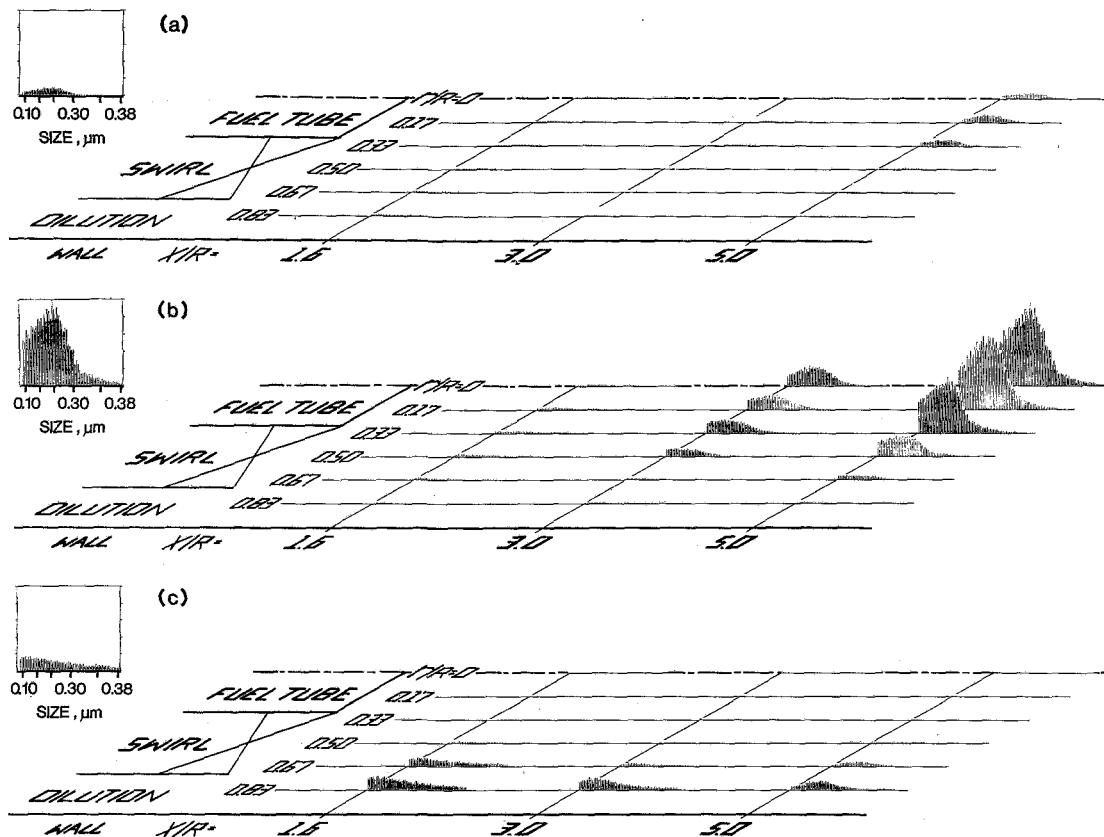 (a)
0.10 0.30 0.38
SIZE, µm
r/R=0
FUEL TUBE
0.17
0.33
SWIRL
0.50
0.67
DILUTION
0.83
WALL X/R= 1.6 3.0 5.0
(b)
0.10 0.30 0.38
SIZE, µm
r/R=0
FUEL TUBE
0.17
0.33
SWIRL
0.50
0.67
DILUTION
0.83
WALL X/R= 1.6 3.0 5.0
(c)
0.10 0.30 0.38
SIZE, µm
r/R=0
FUEL TUBE
0.17
0.33
SWIRL
0.50
0.67
DILUTION
0.83
WALL X/R= 1.6 3.0 5.0